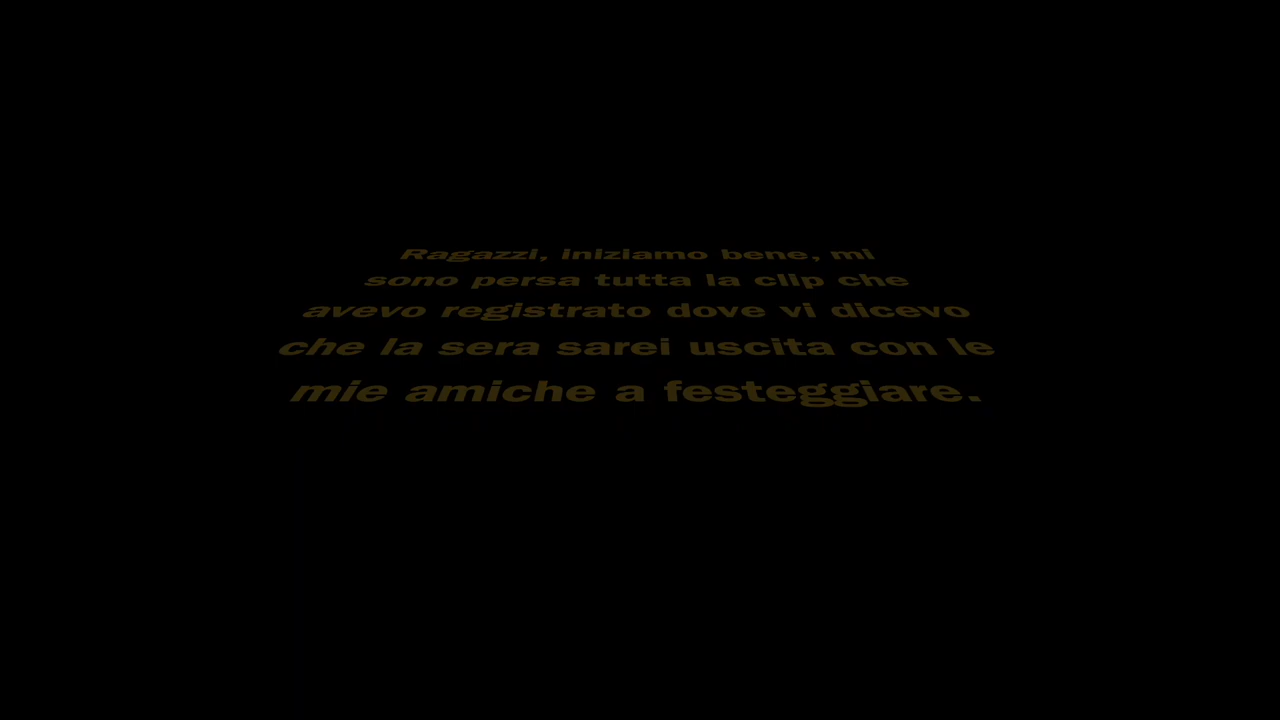 Ragazzi, iniziamo bene, mi
sono persa tutta la clip che
avevo registrato dove vi dicevo
che la sera sarei uscita con le
mie amiche a festeggiare.